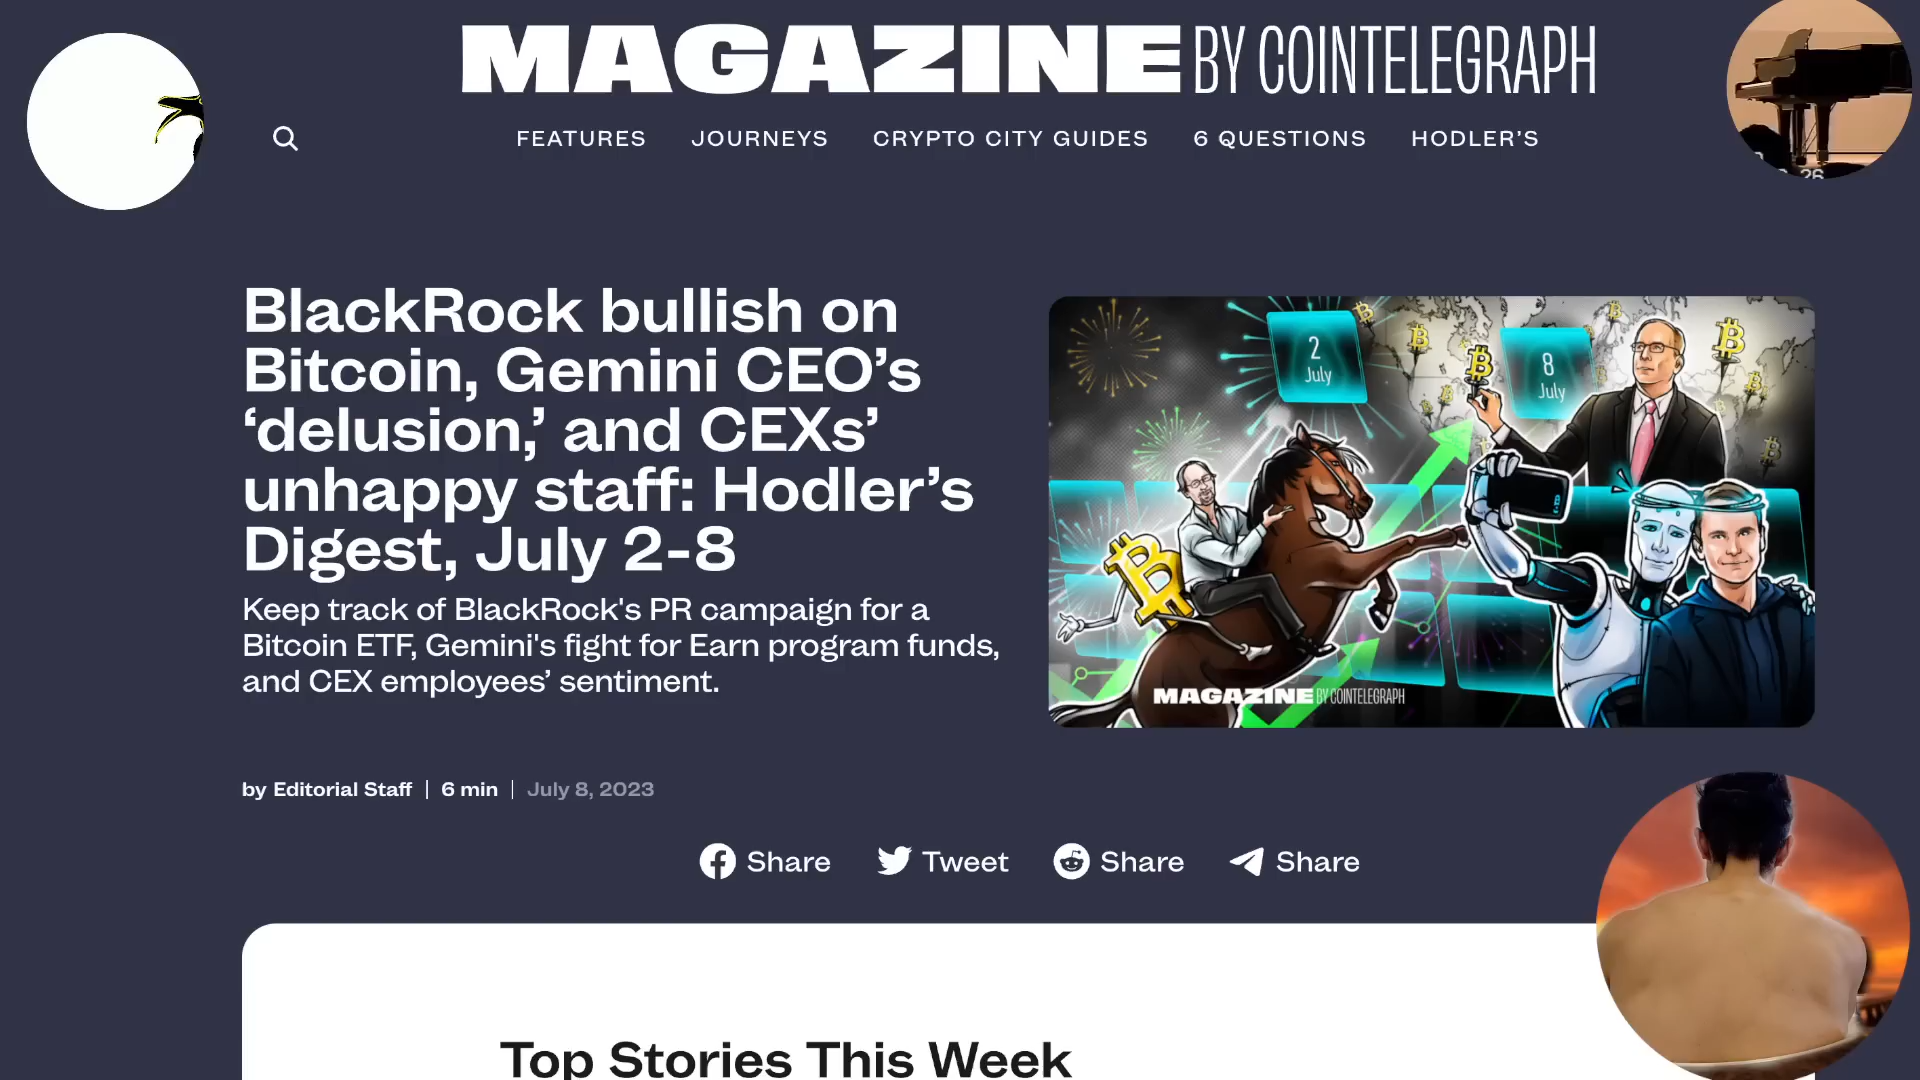 MAGAZINE BY COINTELEGRAPH
FEATURES JOURNEYS CRYPTO CITY GUIDES 6 QUESTIONS HODLER’S
26
BlackRock bullish on
Bitcoin, Gemini CEO’s
‘delusion,’ and CEXs’
unhappy staff: Hodler’s
Digest, July 2-8
Keep track of BlackRock's PR campaign for a
Bitcoin ETF, Gemini's fight for Earn program funds,
and CEX employees’ sentiment.
2
July
8
July
MAGAZINE BY COINTELEGRAPH
by Editorial Staff | 6 min | July 8, 2023
Share Tweet Share Share
Top Stories This Week